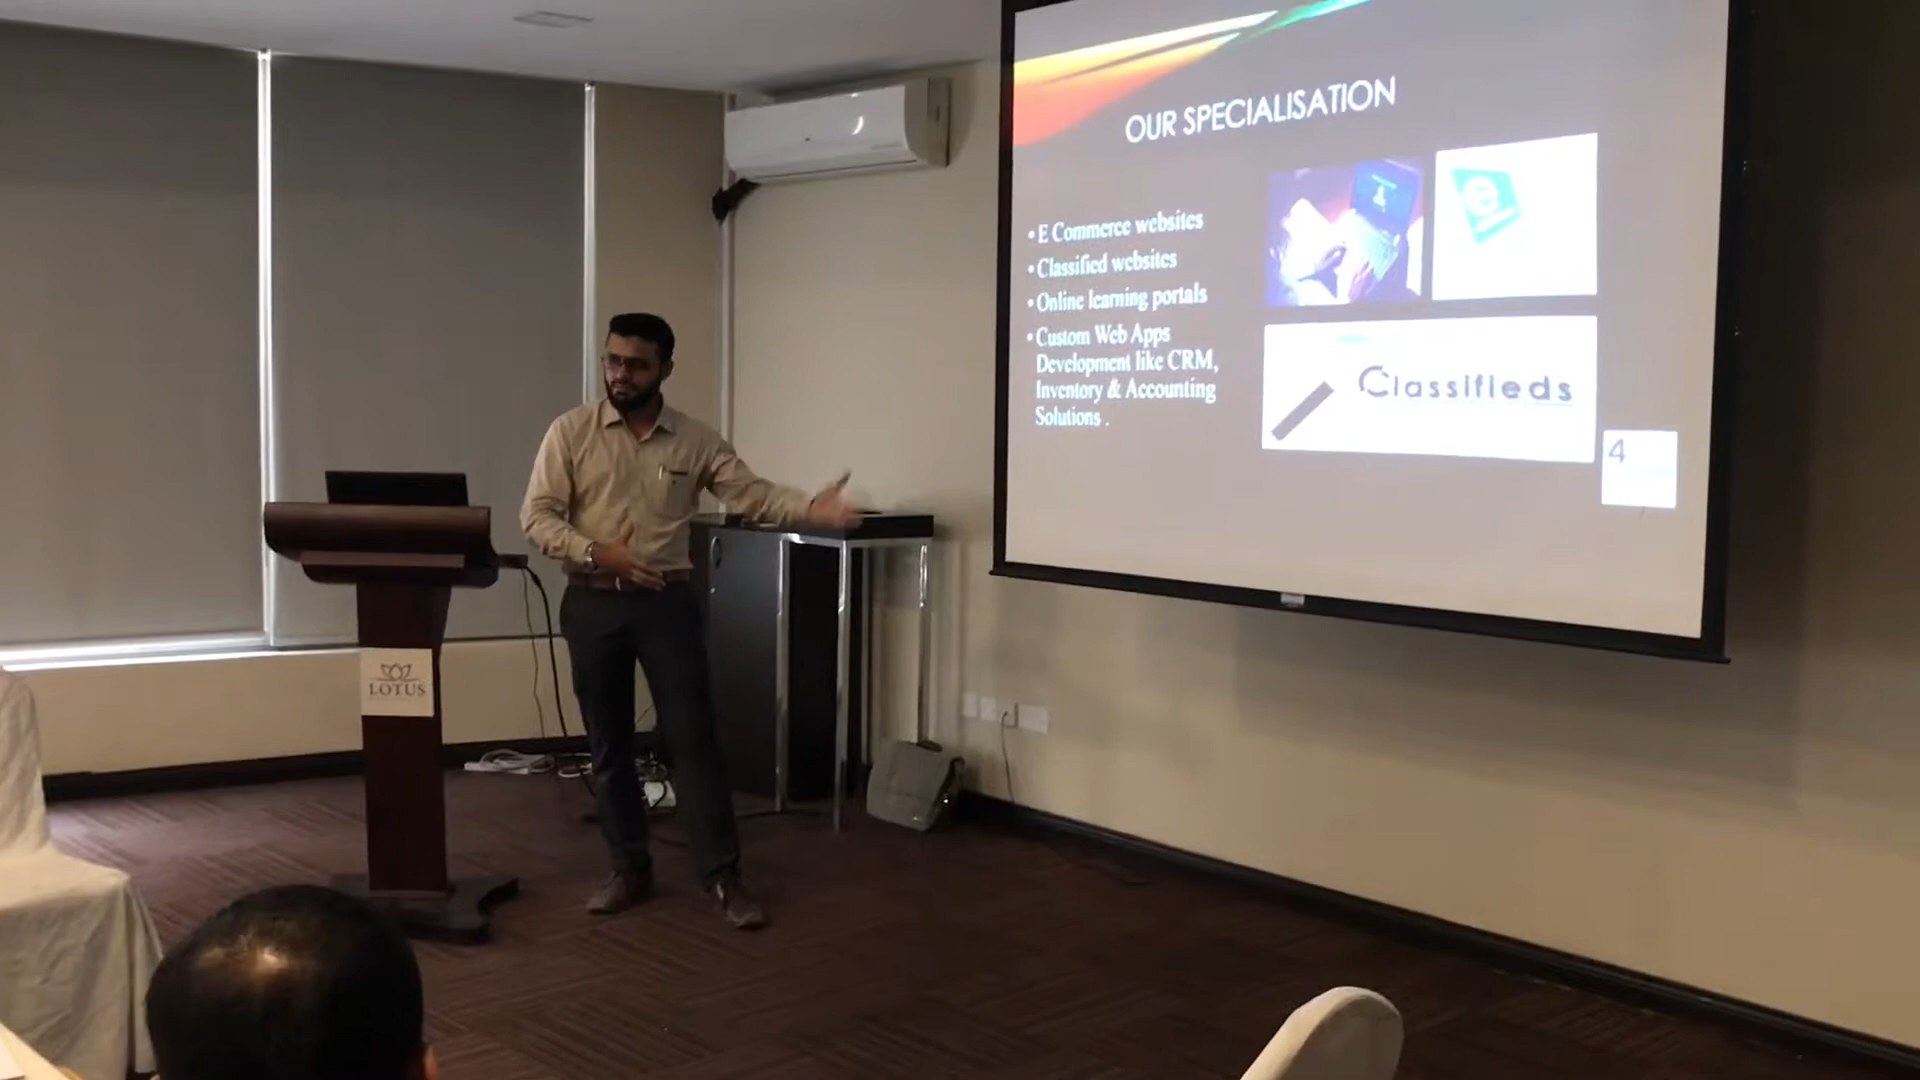 OUR SPECIALISATION
• E Commerce websites
• Classified websites
• Online learning portals
• Custom Web Apps
Development like CRM,
Inventory & Accounting
Solutions .
Classifieds
4
LOTUS